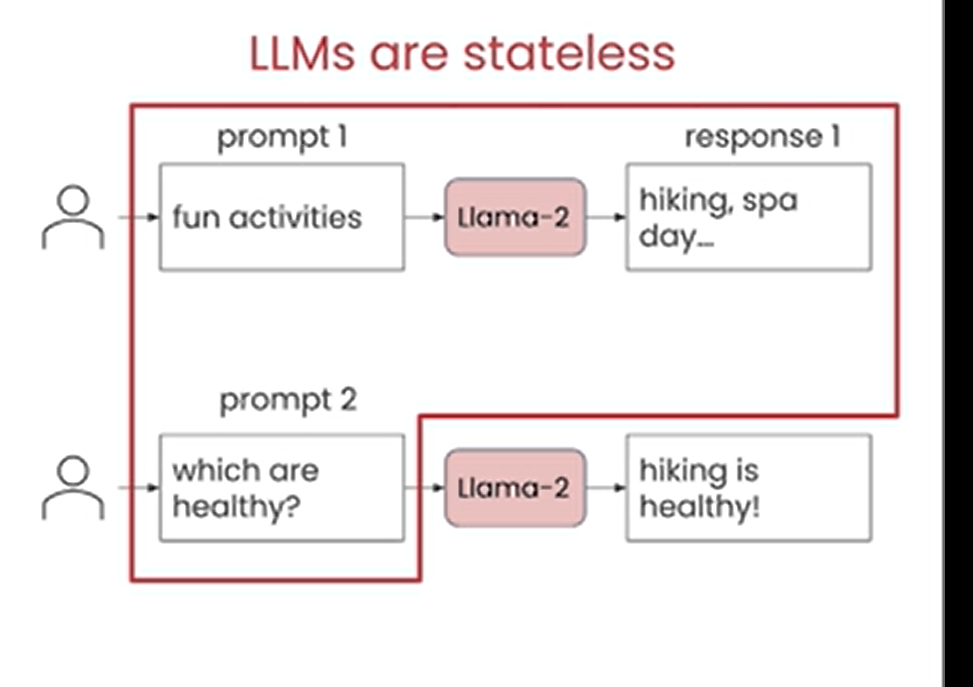 LLMs are stateless
prompt 1
response 1
fun activities
Llama-2
hiking, spa
day...
prompt 2
which are
healthy?
Llama-2
hiking is
healthy!